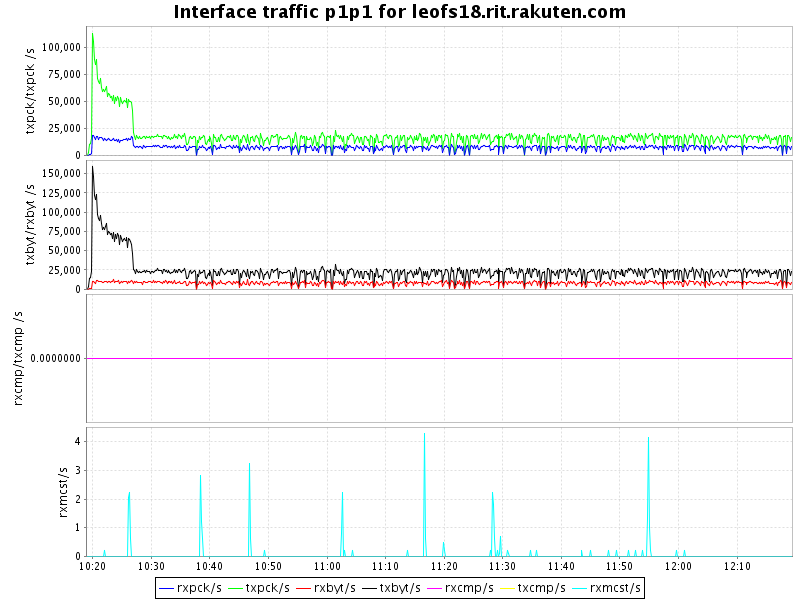 Interface traffic p1p1 for leofs18.rit.rakuten.com
txpck/txpck /s
100,000
75,000
50,000
25,000
0
txbyt/rxbyt /s
150,000
125,000
100,000
75,000
50,000
25,000
0
rxcmp/txcmp /s
0.0000000
rxmcst/s
4
3
2
1
0
10:20 10:30 10:40 10:50 11:00 11:10 11:20 11:30 11:40 11:50 12:00 12:10
rxpck/s txpck/s rxbyt/s txbyt/s rxcmp/s txcmp/s rxmcst/s